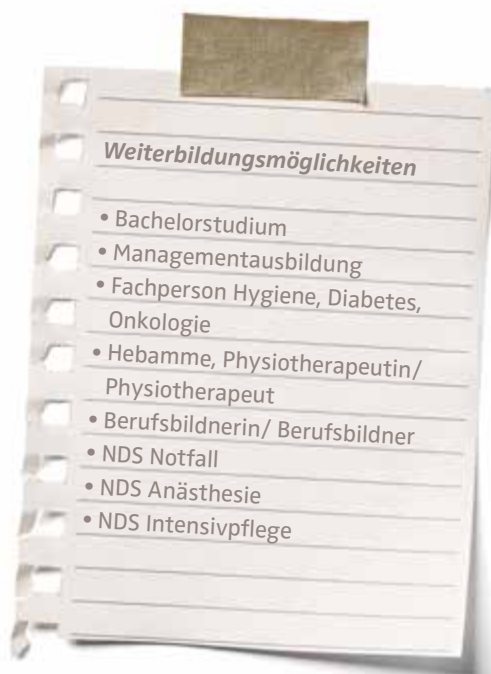 Weiterbildungsmöglichkeiten
• Bachelorstudium
• Managementausbildung
• Fachperson Hygiene, Diabetes,
Onkologie
• Hebamme, Physiotherapeutin/
Physiotherapeut
• Berufsbildnerin/ Berufsbildner
• NDS Notfall
• NDS Anästhesie
• NDS Intensivpflege